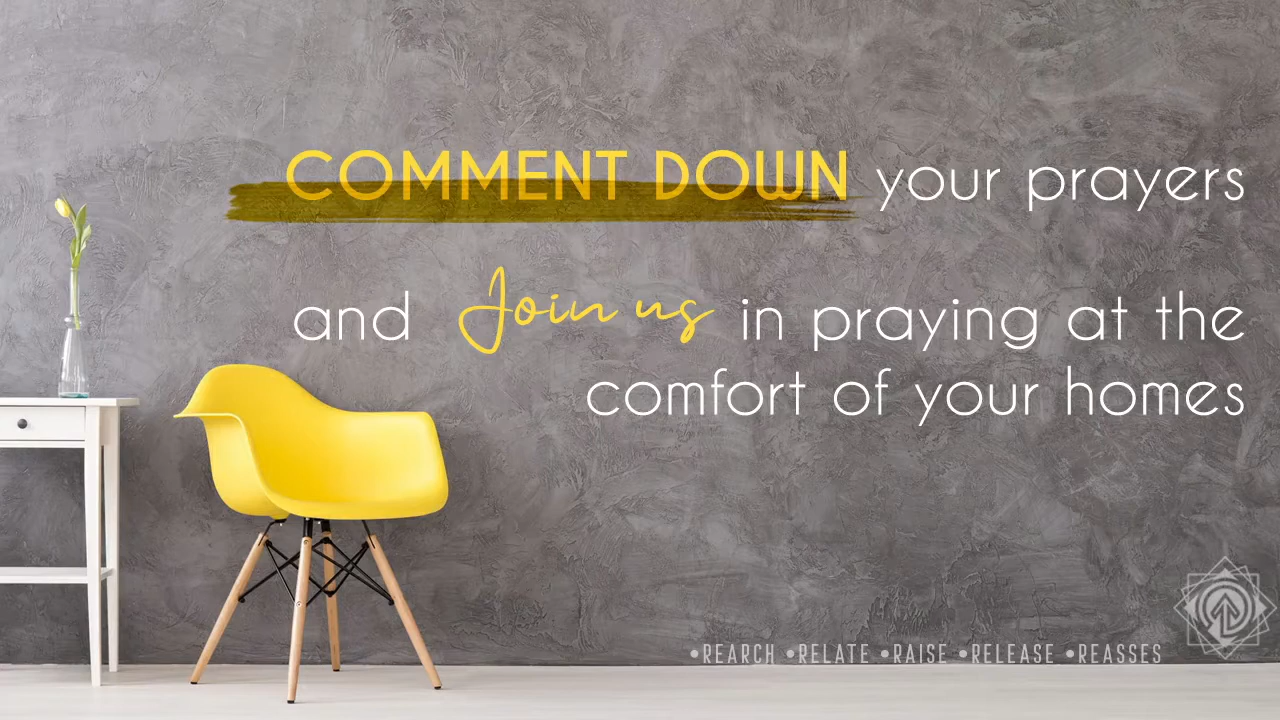 COMMENT DOWN your prayers
and Join us in praying at the
comfort of your homes
•REARCH •RELATE •RAISE •RELEASE •REASSES